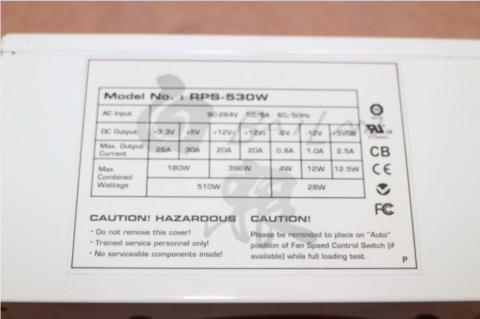 Model No. : RPS-530W
AC Input 90-264V 10/5A 60/50Hz
DC Output +3.3V +5V +12V +12V -5V -12V +5VSB
Max. Output Current 25A 30A 20A 20A 0.8A 1.0A 2.5A
Max Combined Wattage 180W 396W 4W 12W 12.5W
510W 28W
CB
CE
FC
CAUTION! HAZARDOUS
• Do not remove this cover!
• Trained service personnel only!
• No serviceable components inside!
CAUTION!
Please be reminded to place on "Auto"
position of Fan Speed Control Switch (if
available) while full loading test.
P